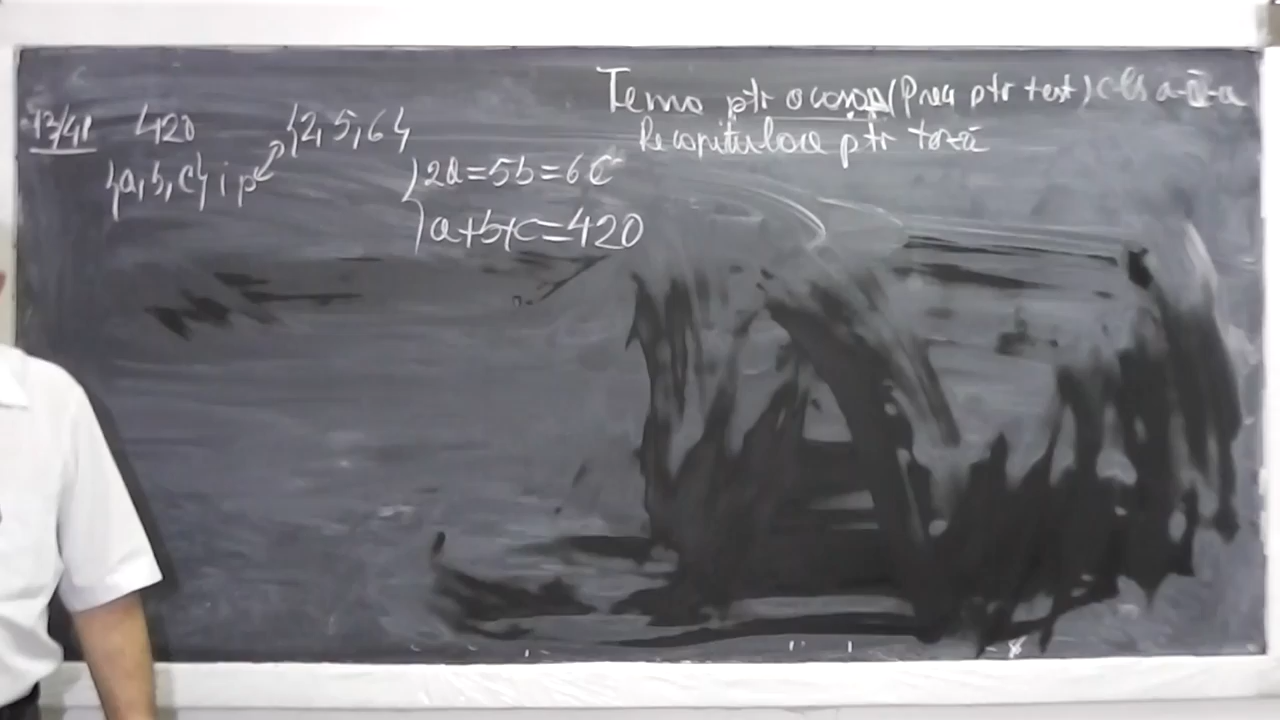 Tema ptr acasă (Preg ptr test) cls a-V-a
Recapitulare ptr teză
13/41 420 {2, 5, 6}
{a, b, c} i p
2a=5b=6c
a+b+c=420